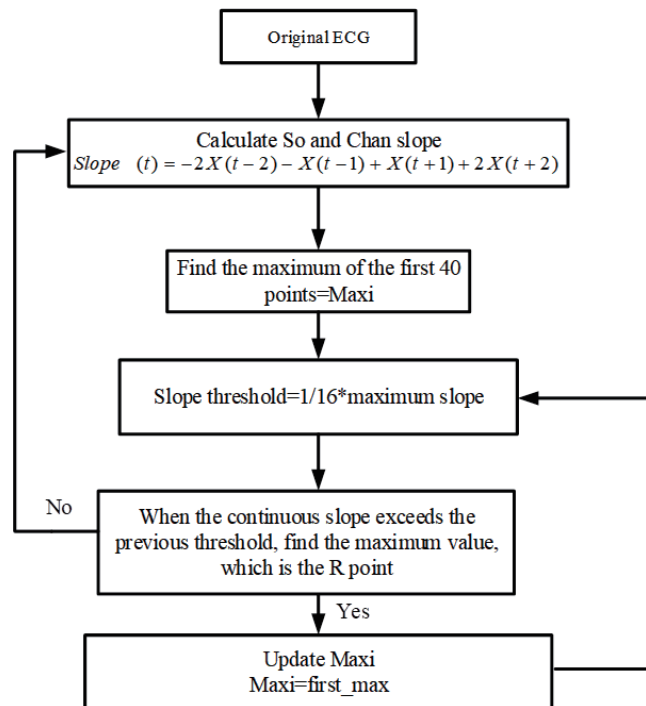 Original ECG
Calculate So and Chan slope
Slope (t) = −2X(t−2)−X(t−1)+X(t+1)+2X(t+2)
Find the maximum of the first 40
points=Maxi
Slope threshold=1/16*maximum slope
No
When the continuous slope exceeds the
previous threshold, find the maximum value,
which is the R point
Yes
Update Maxi
Maxi=first_max